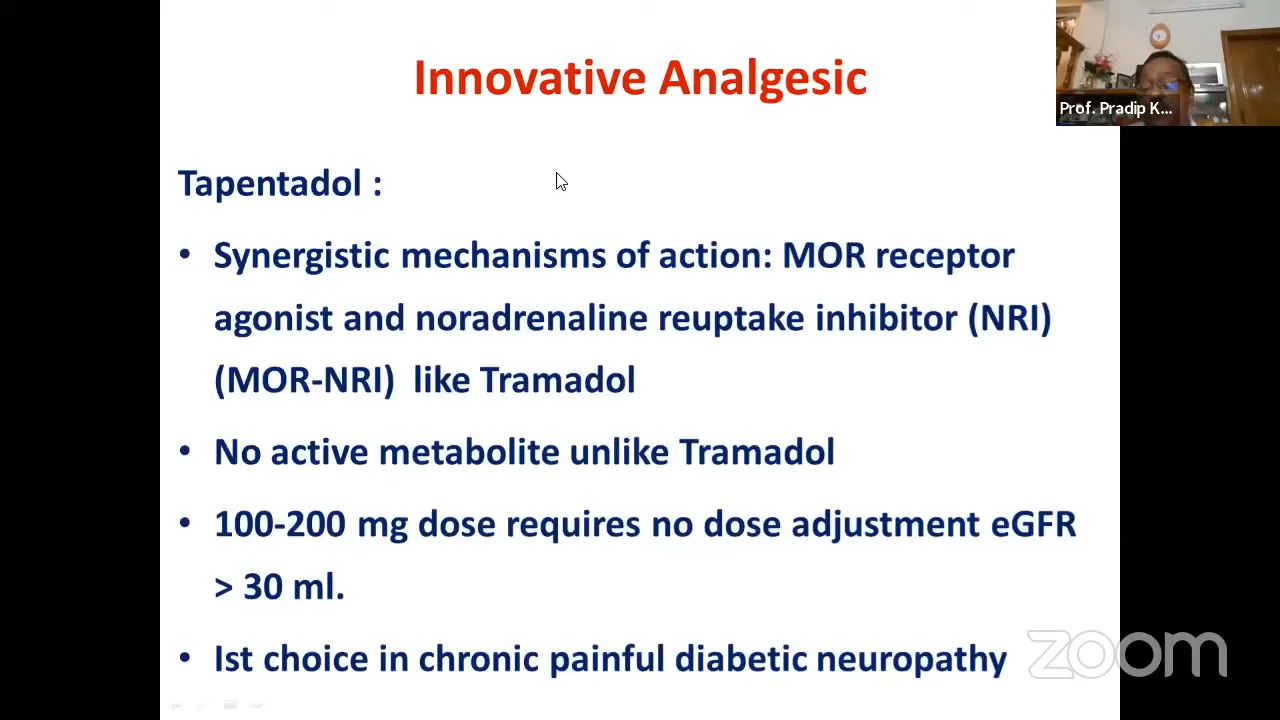 Innovative Analgesic
Prof. Pradip K...
Tapentadol :
• Synergistic mechanisms of action: MOR receptor
agonist and noradrenaline reuptake inhibitor (NRI)
(MOR-NRI)  like Tramadol
• No active metabolite unlike Tramadol
• 100-200 mg dose requires no dose adjustment eGFR
> 30 ml.
• Ist choice in chronic painful diabetic neuropathy
zoom